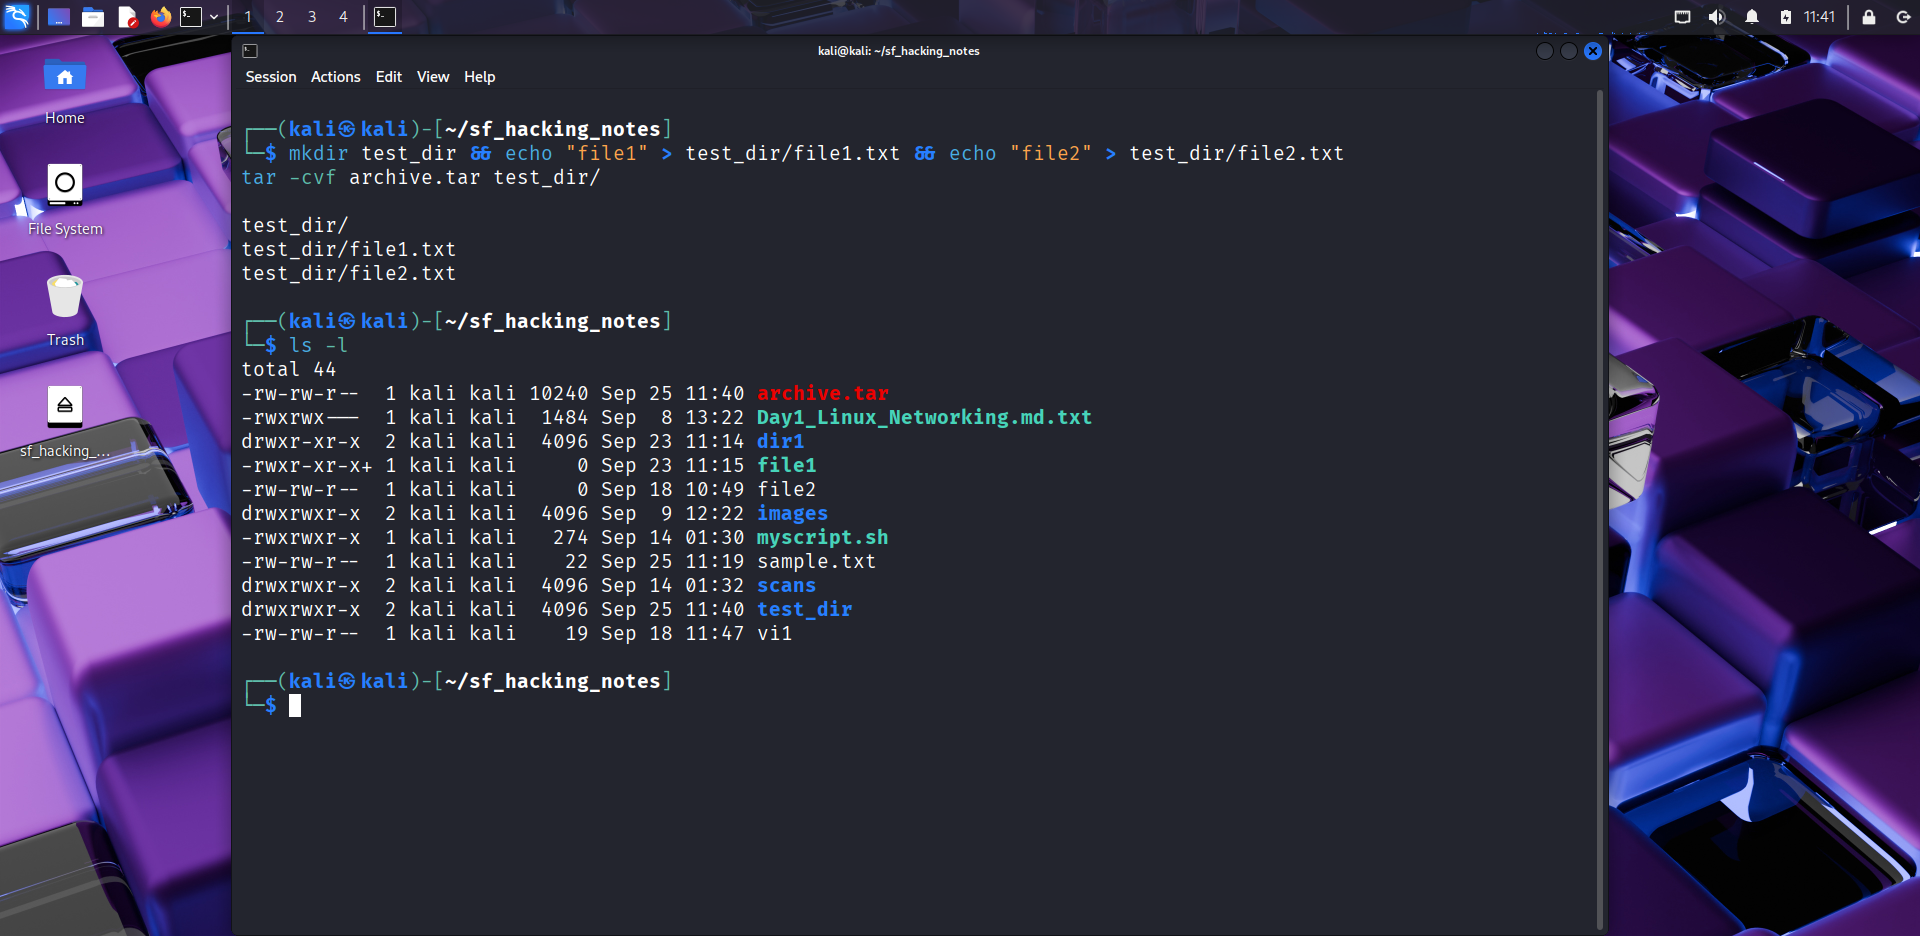 1 2 3 4 11:41
kali@kali: ~/sf_hacking_notes
Session Actions Edit View Help
Home
File System
Trash
sf_hacking_...
┌──(kali㉿kali)-[~/sf_hacking_notes]
└─$ mkdir test_dir && echo "file1" > test_dir/file1.txt && echo "file2" > test_dir/file2.txt
tar -cvf archive.tar test_dir/
test_dir/
test_dir/file1.txt
test_dir/file2.txt
┌──(kali㉿kali)-[~/sf_hacking_notes]
└─$ ls -l
total 44
-rw-rw-r--  1 kali kali 10240 Sep 25 11:40 archive.tar
-rwxrwx---  1 kali kali  1484 Sep  8 13:22 Day1_Linux_Networking.md.txt
drwxr-xr-x  2 kali kali  4096 Sep 23 11:14 dir1
-rwxr-xr-x+ 1 kali kali     0 Sep 23 11:15 file1
-rw-rw-r--  1 kali kali     0 Sep 18 10:49 file2
drwxrwxr-x  2 kali kali  4096 Sep  9 12:22 images
-rwxrwxr-x  1 kali kali   274 Sep 14 01:30 myscript.sh
-rw-rw-r--  1 kali kali    22 Sep 25 11:19 sample.txt
drwxrwxr-x  2 kali kali  4096 Sep 14 01:32 scans
drwxrwxr-x  2 kali kali  4096 Sep 25 11:40 test_dir
-rw-rw-r--  1 kali kali    19 Sep 18 11:47 vi1
┌──(kali㉿kali)-[~/sf_hacking_notes]
└─$